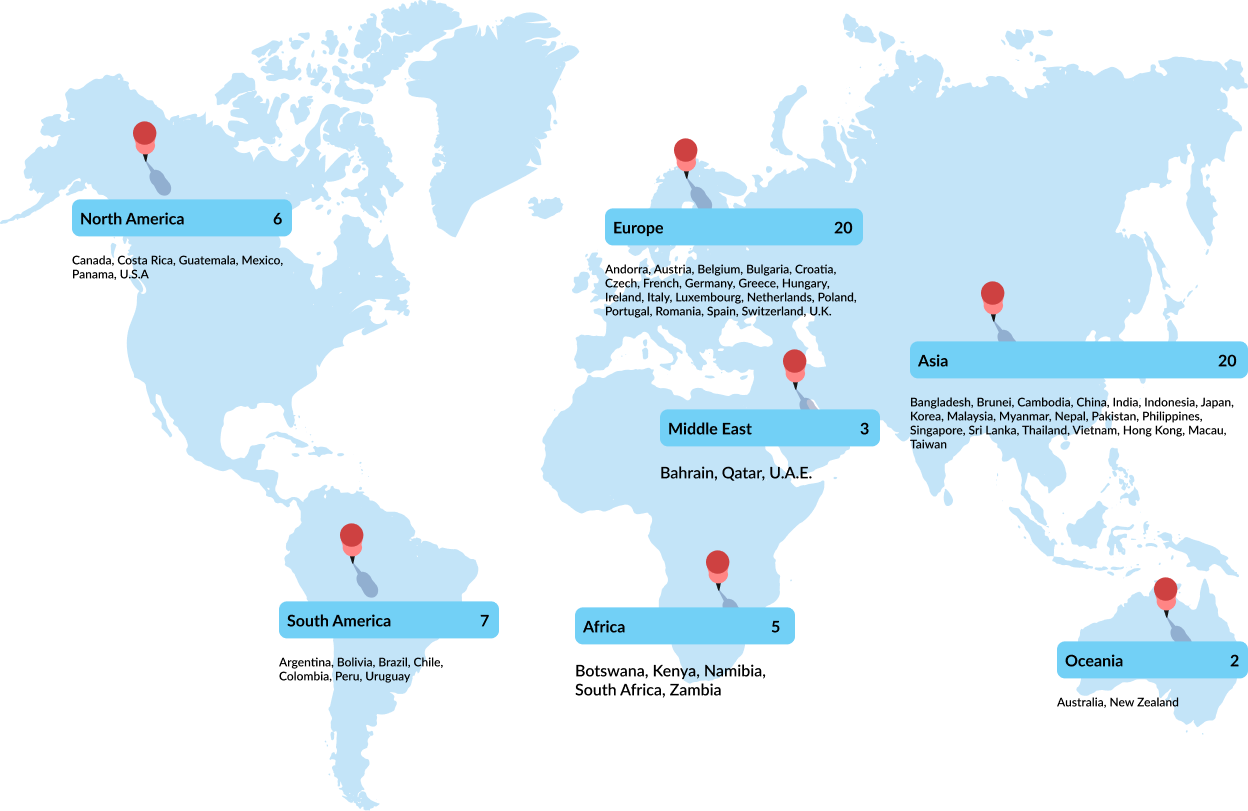 North America 6
Canada, Costa Rica, Guatemala, Mexico,
Panama, U.S.A
Europe 20
Andorra, Austria, Belgium, Bulgaria, Croatia,
Czech, French, Germany, Greece, Hungary,
Ireland, Italy, Luxembourg, Netherlands, Poland,
Portugal, Romania, Spain, Switzerland, U.K.
Asia 20
Bangladesh, Brunei, Cambodia, China, India, Indonesia, Japan,
Korea, Malaysia, Myanmar, Nepal, Pakistan, Philippines,
Singapore, Sri Lanka, Thailand, Vietnam, Hong Kong, Macau,
Taiwan
Middle East 3
Bahrain, Qatar, U.A.E.
South America 7
Argentina, Bolivia, Brazil, Chile,
Colombia, Peru, Uruguay
Africa 5
Botswana, Kenya, Namibia,
South Africa, Zambia
Oceania 2
Australia, New Zealand